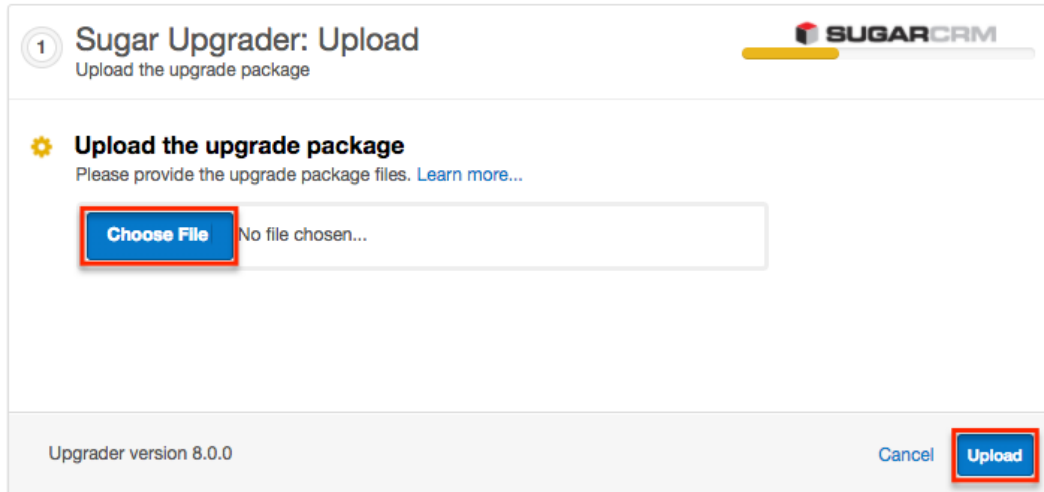 1
Sugar Upgrader: Upload
Upload the upgrade package
SUGARCRM
Upload the upgrade package
Please provide the upgrade package files. Learn more...
Choose File No file chosen...
Upgrader version 8.0.0
Cancel Upload